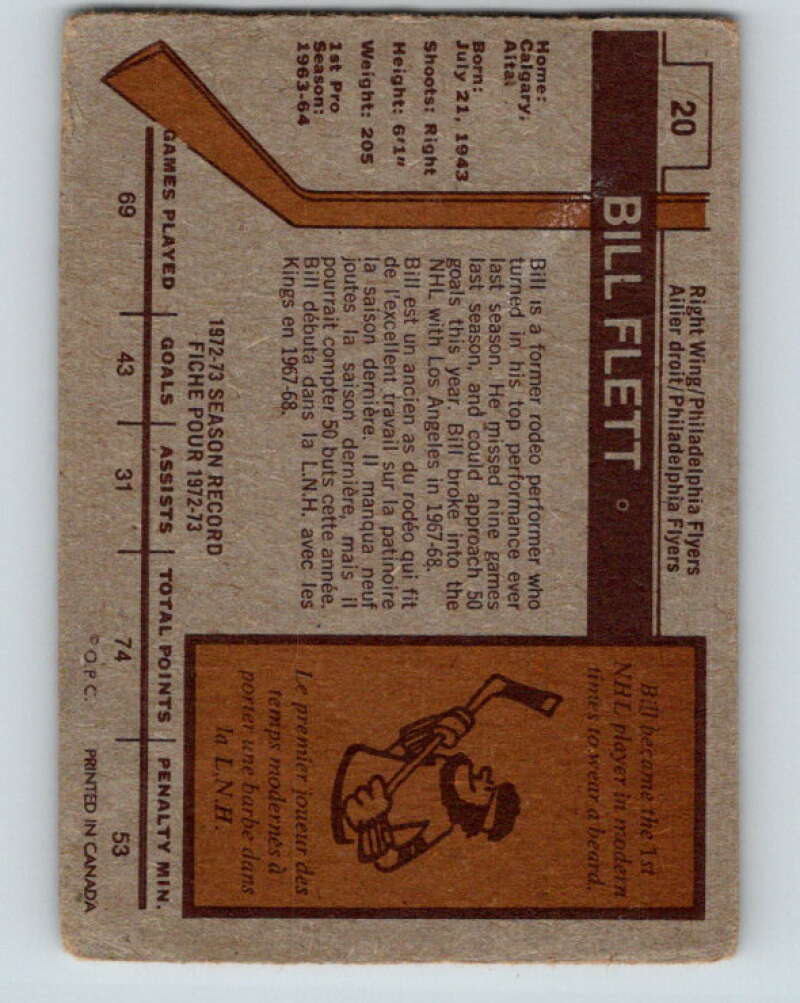 20
Right Wing/Philadelphia Flyers
Ailier droit/Philadelphia Flyers
BILL FLETT
Home:
Calgary,
Alta!
Born:
July 21, 1943
Shoots: Right
Height: 6'1"
Weight: 205
1st Pro
Season:
1963-64
Bill is a former rodeo performer who
turned in his top performance ever
last season. He missed nine games
last season, and could approach 50
goals this year. Bill broke into the
NHL with Los Angeles in 1967-68.
Bill est un ancien as du rodéo qui fit
de l'excellent travail sur la patinoire
la saison dernière. Il manqua neuf
joutes la saison dernière, mais il
pourrait compter 50 buts cette année.
Bill débuta dans la L.N.H. avec les
Kings en 1967-68.
Bill became the 1st
NHL player in modern
times to wear a beard.
Le premier joueur des
temps modernes à
porter une barbe dans
la L.N.H.
1972-73 SEASON RECORD
FICHE POUR 1972-73
GAMES PLAYED GOALS ASSISTS TOTAL POINTS PENALTY MIN.
69 43 31 74 53
© O.P.C. PRINTED IN CANADA